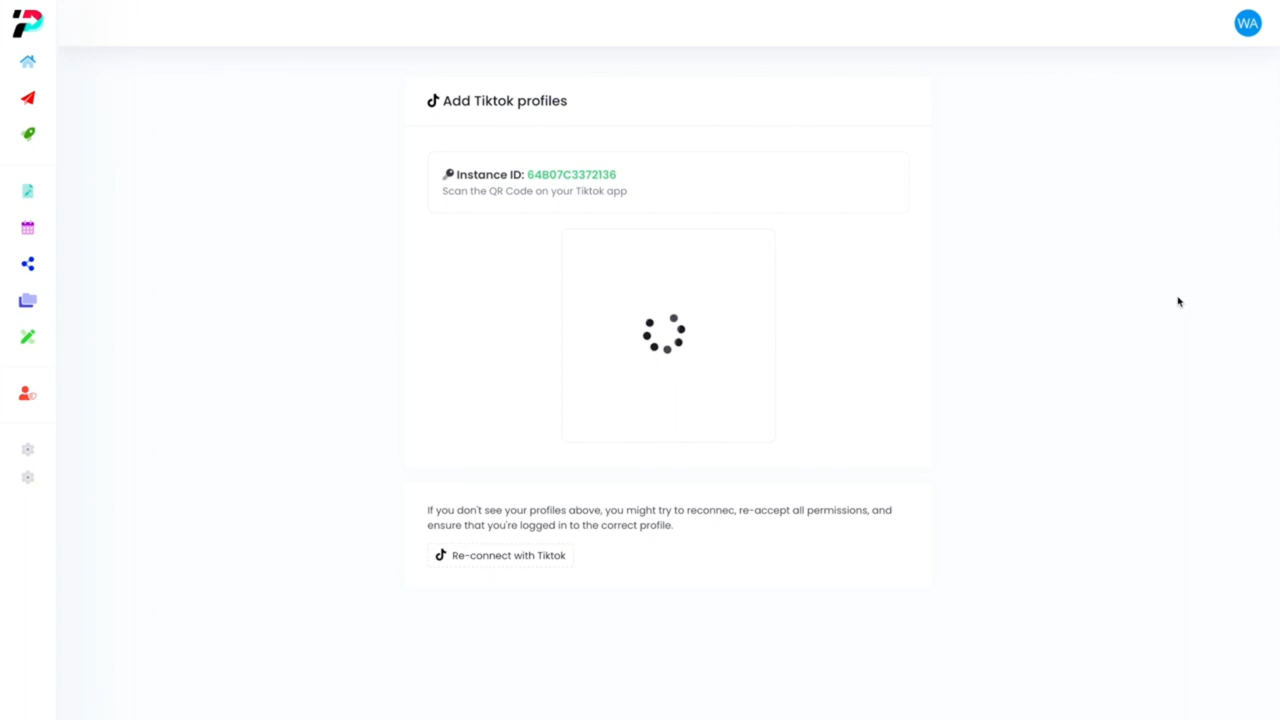 WA
Add Tiktok profiles
Instance ID: 64B07C3372136
Scan the QR Code on your Tiktok app
If you don't see your profiles above, you might try to reconnec, re-accept all permissions, and
ensure that you're logged in to the correct profile.
Re-connect with Tiktok